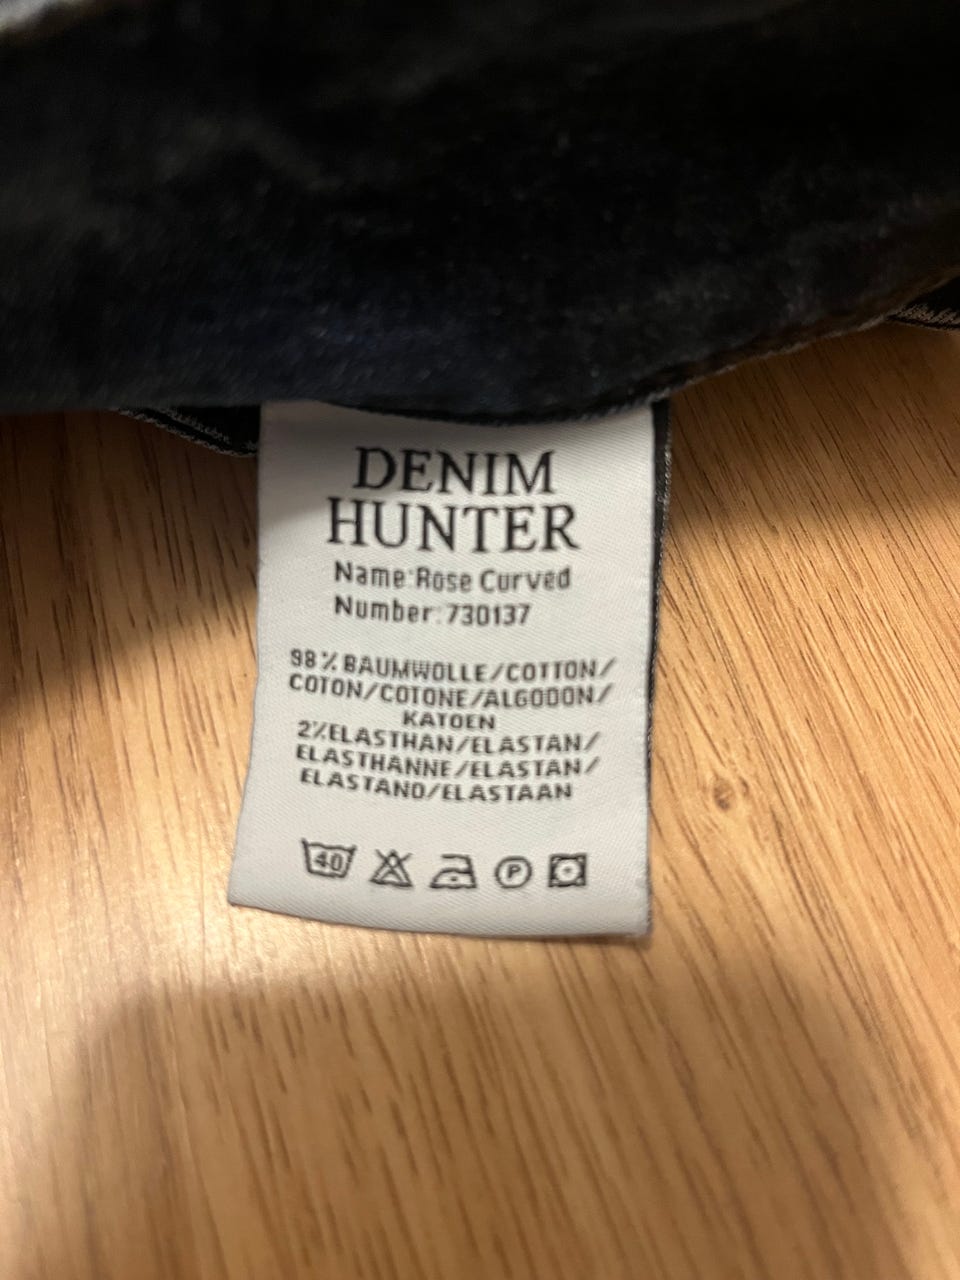 DENIM
HUNTER
Name:Rose Curved
Number:730137
98% BAUMWOLLE/COTTON/
COTON/COTONE/ALGODON/
KATOEN
2%ELASTHAN/ELASTAN/
ELASTHANNE/ELASTAN/
ELASTANO/ELASTAAN
40 P